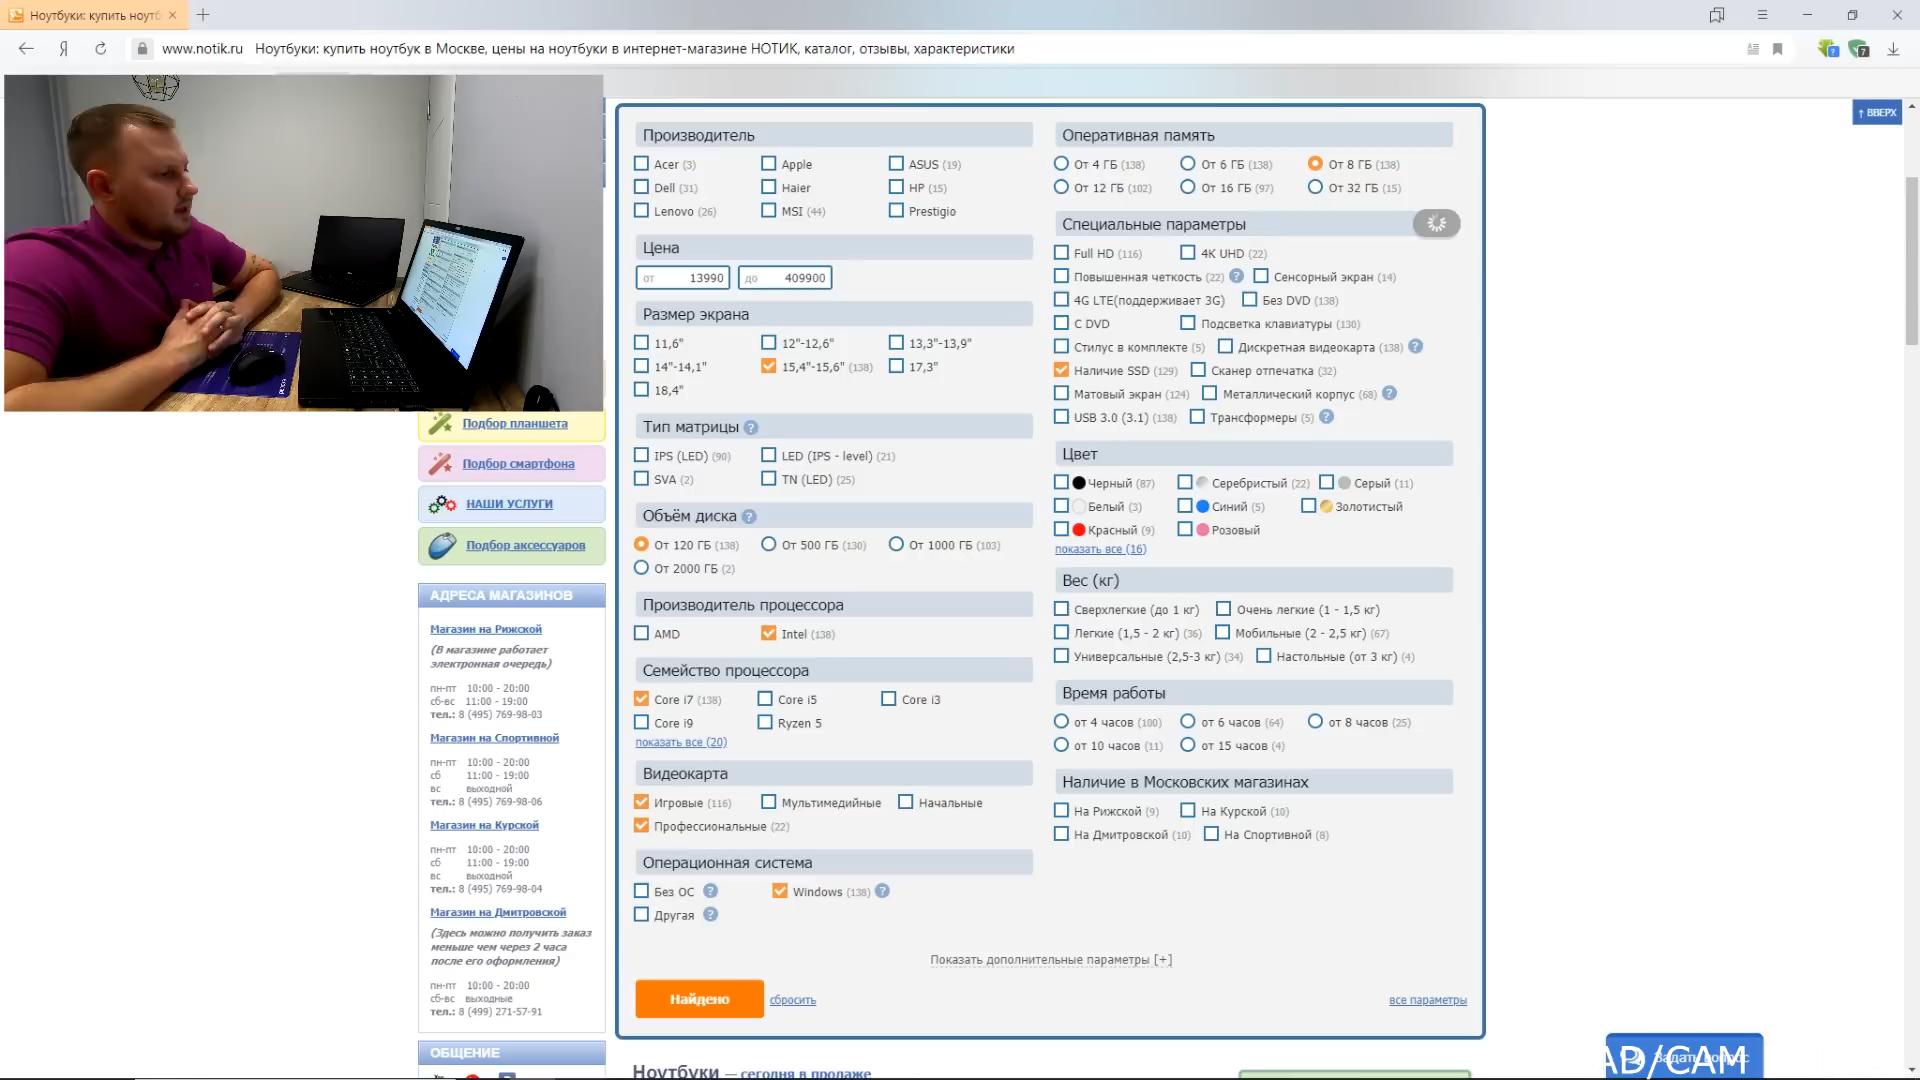 Ноутбуки: купить ноутб
www.notik.ru Ноутбуки: купить ноутбук в Москве, цены на ноутбуки в интернет-магазине НОТИК, каталог, отзывы, характеристики
↑ ВВЕРХ
Производитель
Acer (3) Apple ASUS (19)
Dell (31) Haier HP (15)
Lenovo (26) MSI (44) Prestigio
Цена
от 13990 до 409900
Размер экрана
11,6" 12"-12,6" 13,3"-13,9"
14"-14,1" 15,4"-15,6" (138) 17,3"
18,4"
Тип матрицы ?
IPS (LED) (90) LED (IPS - level) (21)
SVA (2) TN (LED) (25)
Объём диска ?
От 120 ГБ (138) От 500 ГБ (130) От 1000 ГБ (103)
От 2000 ГБ (2)
Производитель процессора
AMD Intel (138)
Семейство процессора
Core i7 (138) Core i5 Core i3
Core i9 Ryzen 5
показать все (20)
Видеокарта
Игровые (116) Мультимедийные Начальные
Профессиональные (22)
Операционная система
Без ОС ? Windows (138) ?
Другая ?
Оперативная память
От 4 ГБ (138) От 6 ГБ (138) От 8 ГБ (138)
От 12 ГБ (102) От 16 ГБ (97) От 32 ГБ (15)
Специальные параметры
Full HD (116) 4K UHD (22)
Повышенная четкость (22) ? Сенсорный экран (14)
4G LTE(поддерживает 3G) Без DVD (138)
С DVD Подсветка клавиатуры (130)
Стилус в комплекте (5) Дискретная видеокарта (138) ?
Наличие SSD (129) Сканер отпечатка (32)
Матовый экран (124) Металлический корпус (68) ?
USB 3.0 (3.1) (138) Трансформеры (5) ?
Цвет
Черный (87) Серебристый (22) Серый (11)
Белый (3) Синий (5) Золотистый
Красный (9) Розовый
показать все (16)
Вес (кг)
Сверхлегкие (до 1 кг) Очень легкие (1 - 1,5 кг)
Легкие (1,5 - 2 кг) (36) Мобильные (2 - 2,5 кг) (67)
Универсальные (2,5-3 кг) (34) Настольные (от 3 кг) (4)
Время работы
от 4 часов (100) от 6 часов (64) от 8 часов (25)
от 10 часов (11) от 15 часов (4)
Наличие в Московских магазинах
На Рижской (9) На Курской (10)
На Дмитровской (10) На Спортивной (8)
Показать дополнительные параметры [+]
Найдено сбросить все параметры
Подбор планшета
Подбор смартфона
НАШИ УСЛУГИ
Подбор аксессуаров
АДРЕСА МАГАЗИНОВ
Магазин на Рижской
(В магазине работает
электронная очередь)
пн-пт 10:00 - 20:00
сб-вс 11:00 - 19:00
тел.: 8 (495) 769-98-03
Магазин на Спортивной
пн-пт 10:00 - 20:00
сб 11:00 - 19:00
вс выходной
тел.: 8 (495) 769-98-06
Магазин на Курской
пн-пт 10:00 - 20:00
сб 11:00 - 19:00
вс выходной
тел.: 8 (495) 769-98-04
Магазин на Дмитровской
(Здесь можно получить заказ
меньше чем через 2 часа
после его оформления)
пн-пт 10:00 - 20:00
сб-вс выходные
тел.: 8 (499) 271-57-91
ОБЩЕНИЕ
Ноутбуки — сегодня в продаже
Задать вопрос
AD/CAM